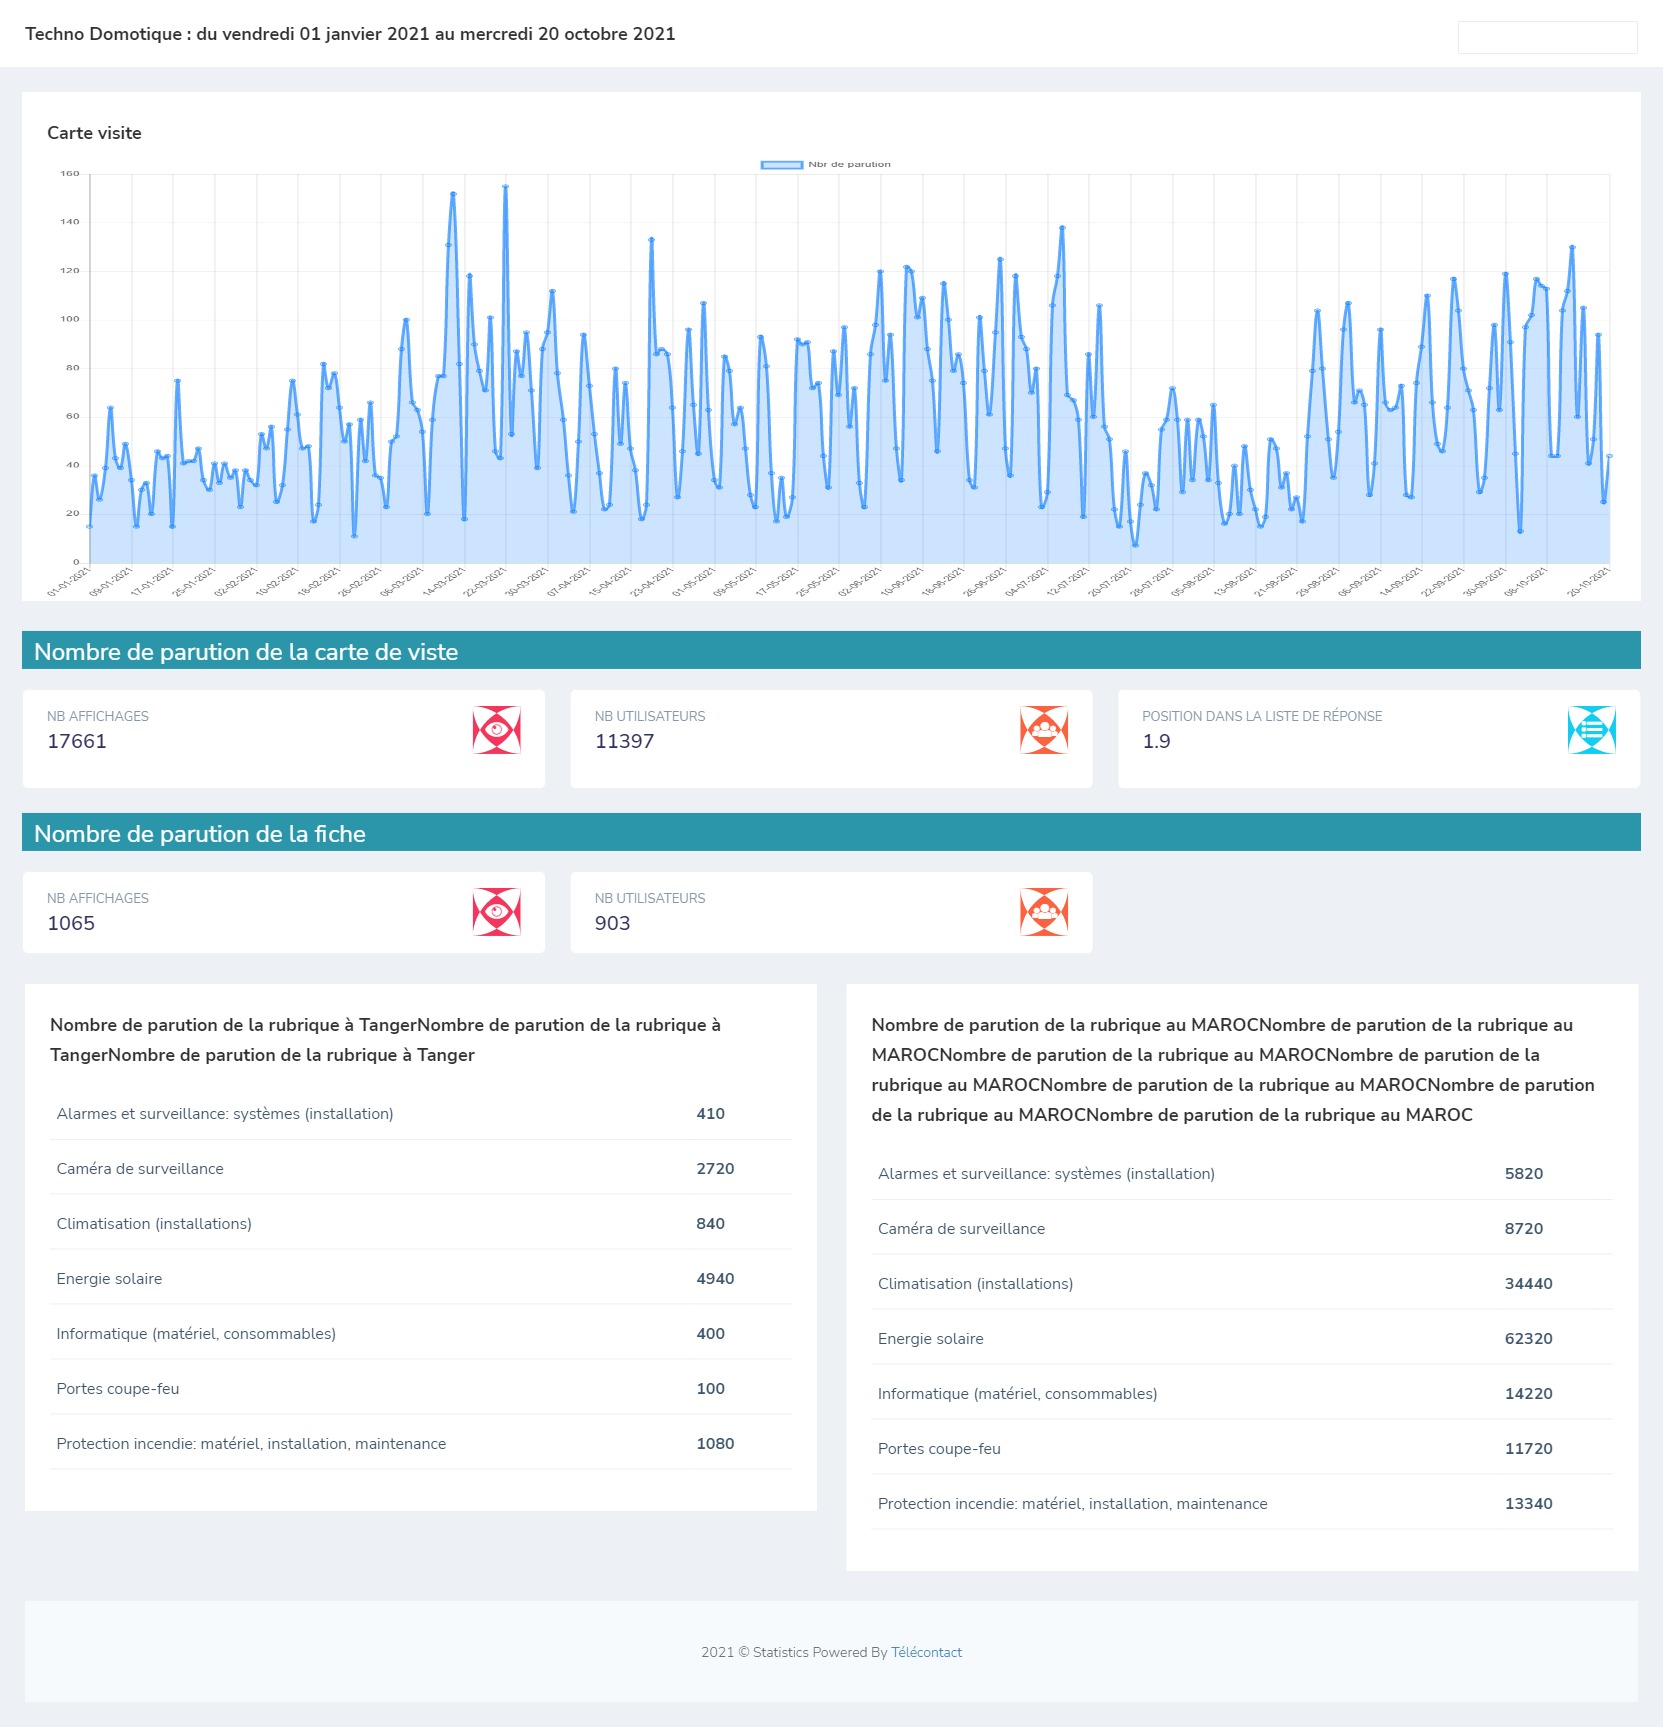 Techno Domotique : du vendredi 01 janvier 2021 au mercredi 20 octobre 2021
Carte visite
Nbr de parution
160
140
120
100
80
60
40
20
0
01-01-2021
09-01-2021
17-01-2021
25-01-2021
02-02-2021
10-02-2021
18-02-2021
26-02-2021
06-03-2021
14-03-2021
22-03-2021
30-03-2021
07-04-2021
15-04-2021
23-04-2021
01-05-2021
09-05-2021
17-05-2021
25-05-2021
02-06-2021
10-06-2021
18-06-2021
26-06-2021
04-07-2021
12-07-2021
20-07-2021
28-07-2021
05-08-2021
13-08-2021
21-08-2021
29-08-2021
06-09-2021
14-09-2021
22-09-2021
30-09-2021
08-10-2021
20-10-2021
Nombre de parution de la carte de viste
NB AFFICHAGES
17661
NB UTILISATEURS
11397
POSITION DANS LA LISTE DE RÉPONSE
1.9
Nombre de parution de la fiche
NB AFFICHAGES
1065
NB UTILISATEURS
903
Nombre de parution de la rubrique à TangerNombre de parution de la rubrique à
TangerNombre de parution de la rubrique à Tanger
Alarmes et surveillance: systèmes (installation) 410
Caméra de surveillance 2720
Climatisation (installations) 840
Energie solaire 4940
Informatique (matériel, consommables) 400
Portes coupe-feu 100
Protection incendie: matériel, installation, maintenance 1080
Nombre de parution de la rubrique au MAROCNombre de parution de la rubrique au
MAROCNombre de parution de la rubrique au MAROCNombre de parution de la
rubrique au MAROCNombre de parution de la rubrique au MAROCNombre de parution
de la rubrique au MAROCNombre de parution de la rubrique au MAROC
Alarmes et surveillance: systèmes (installation) 5820
Caméra de surveillance 8720
Climatisation (installations) 34440
Energie solaire 62320
Informatique (matériel, consommables) 14220
Portes coupe-feu 11720
Protection incendie: matériel, installation, maintenance 13340
2021 © Statistics Powered By Télécontact